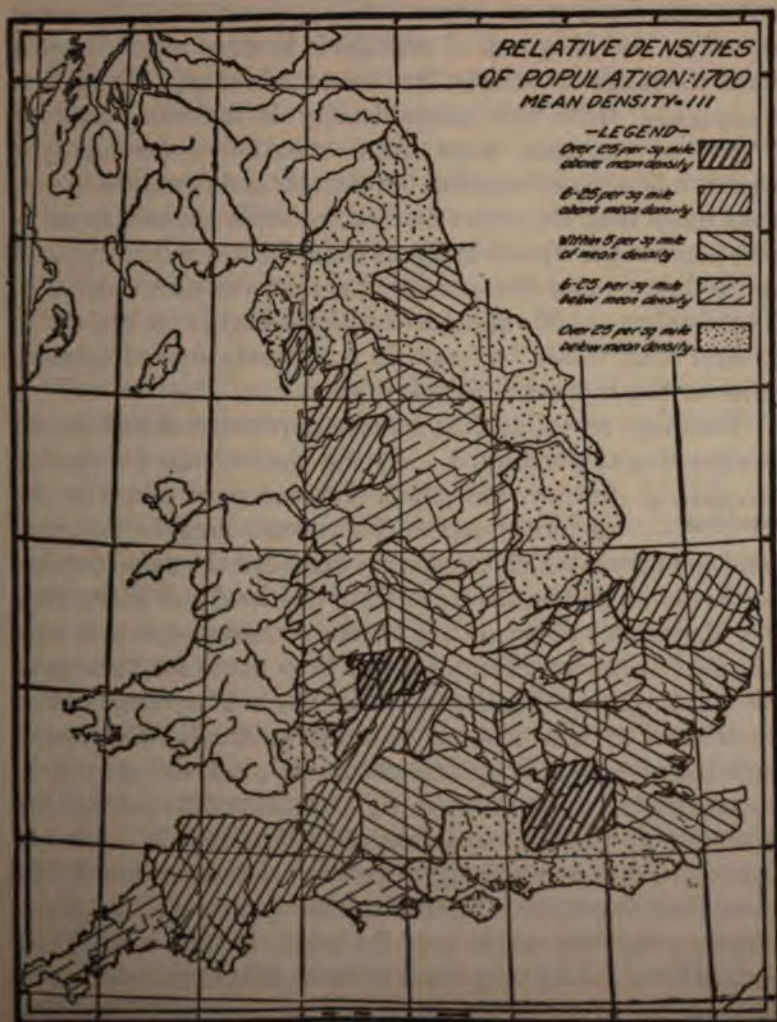 RELATIVE DENSITIES
OF POPULATION:1700
MEAN DENSITY=111
-LEGEND-
Over 25 per sq mile
above mean density
6-25 per sq mile
above mean density
Within 5 per sq mile
of mean density
6-25 per sq mile
below mean density
Over 25 per sq mile
below mean density